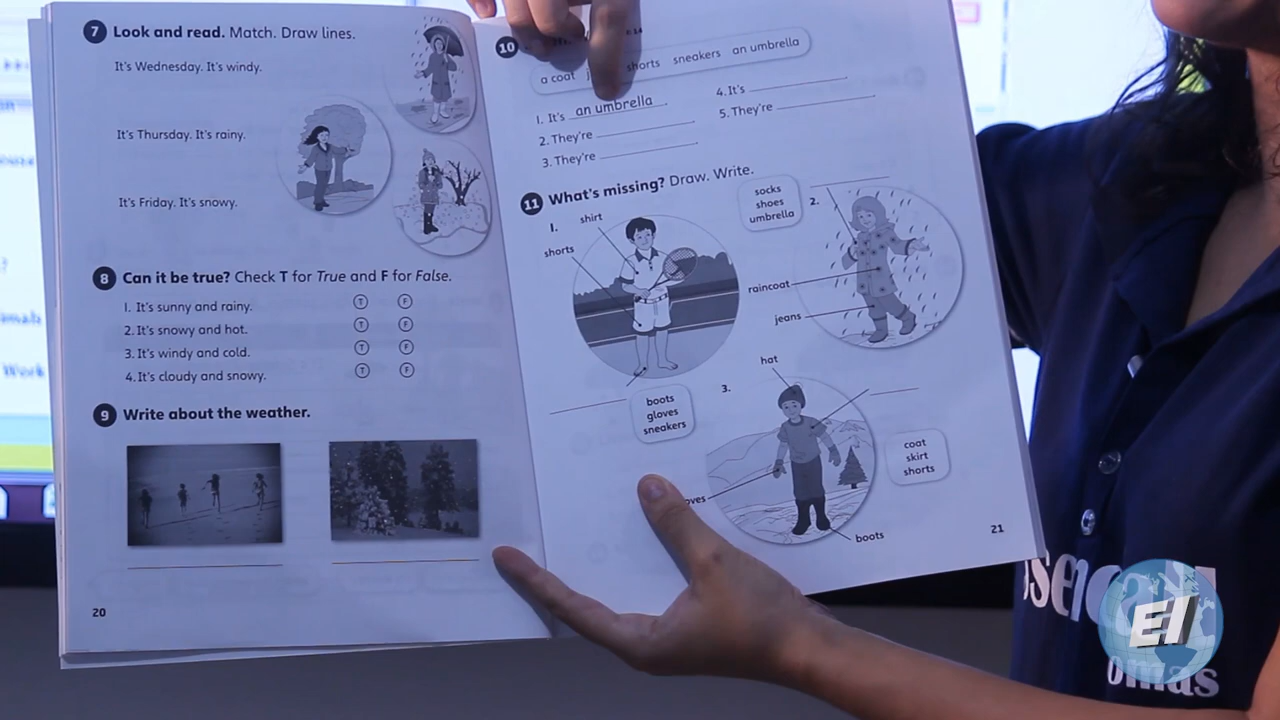 7 Look and read. Match. Draw lines.
It's Wednesday. It's windy.
It's Thursday. It's rainy.
It's Friday. It's snowy.
8 Can it be true? Check T for True and F for False.
1. It's sunny and rainy. T F
2. It's snowy and hot. T F
3. It's windy and cold. T F
4. It's cloudy and snowy. T F
9 Write about the weather.
20
10
a coat shorts sneakers an umbrella
1. It's an umbrella.
2. They're
3. They're
4. It's
5. They're
11 What's missing? Draw. Write.
1.
shirt
shorts
boots
gloves
sneakers
socks
shoes
umbrella
2.
raincoat
jeans
3.
hat
boots
coat
skirt
shorts
21
EI
omas
Work